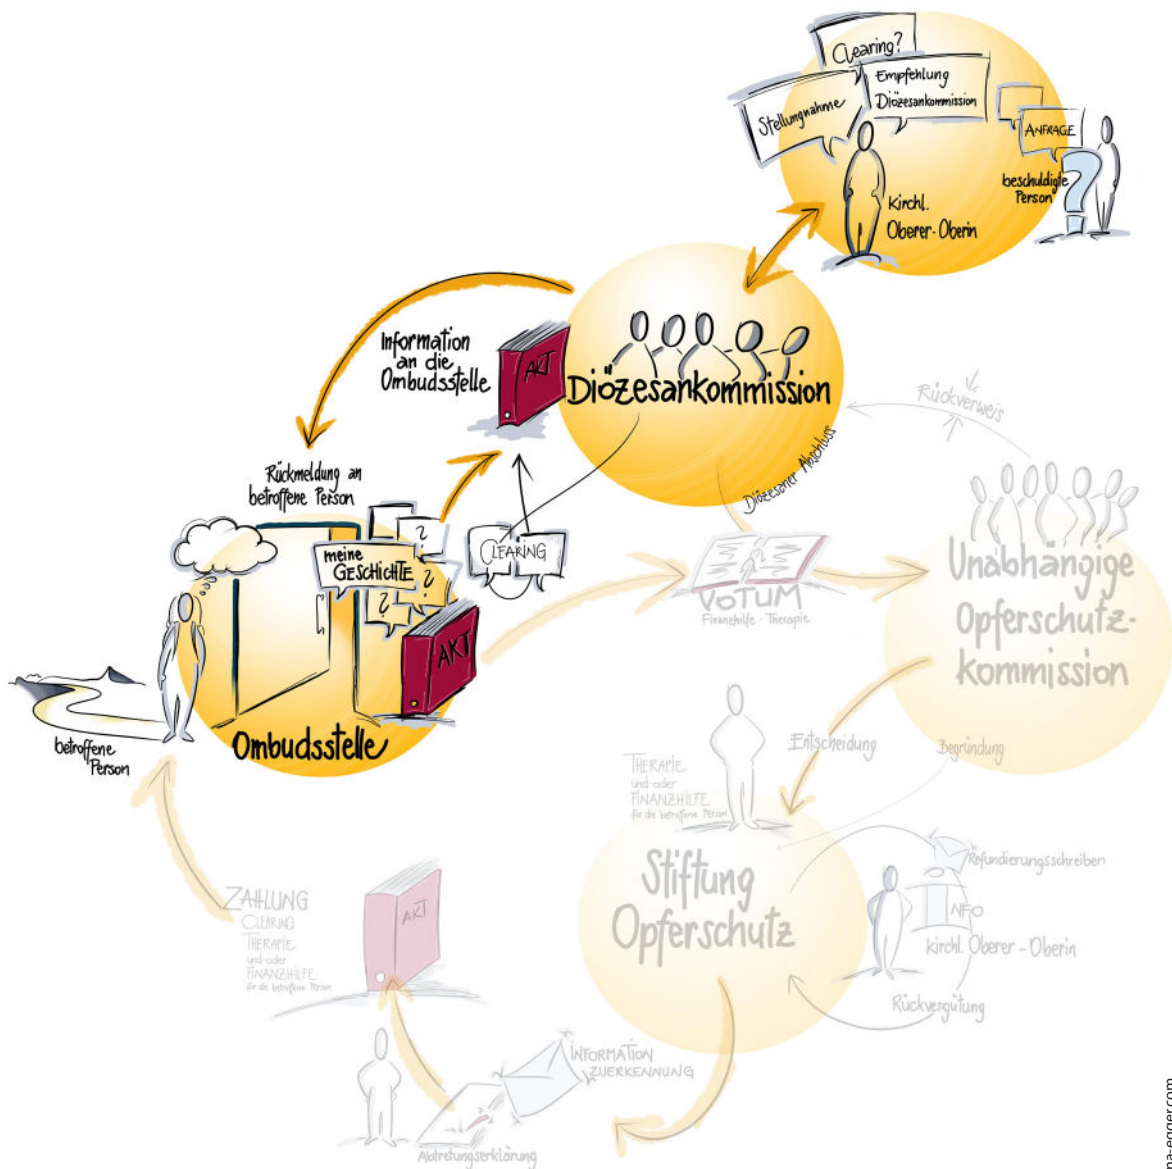 Clearing?
Empfehlung
Diözesankommission
Stellungnahme
ANFRAGE
beschuldigte
Person
Kirchl.
Oberer-Oberin
Information
an die
Ombudsstelle
AKT
Diözesankommission
Rückverweis
Diözesaner Abschluss
Rückmeldung an
betroffene Person
?
meine
GESCHICHTE
?
?
CLEARING
AKT
VOTUM
Finanzhilfe - Therapie
Unabhängige
Opferschutz-
kommission
betroffene
Person
Ombudsstelle
Entscheidung
Begründung
THERAPIE
und-oder
FINANZHILFE
für die betroffene Person
Stiftung
Opferschutz
Refundierungsschreiben
INFO
Kirchl. Oberer - Oberin
Rückvergütung
ZAHLUNG
CLEARING
THERAPIE
und-oder
FINANZHILFE
für die betroffene Person
AKT
INFORMATION
ZUERKENNUNG
Abtretungserklärung
na-egger.com